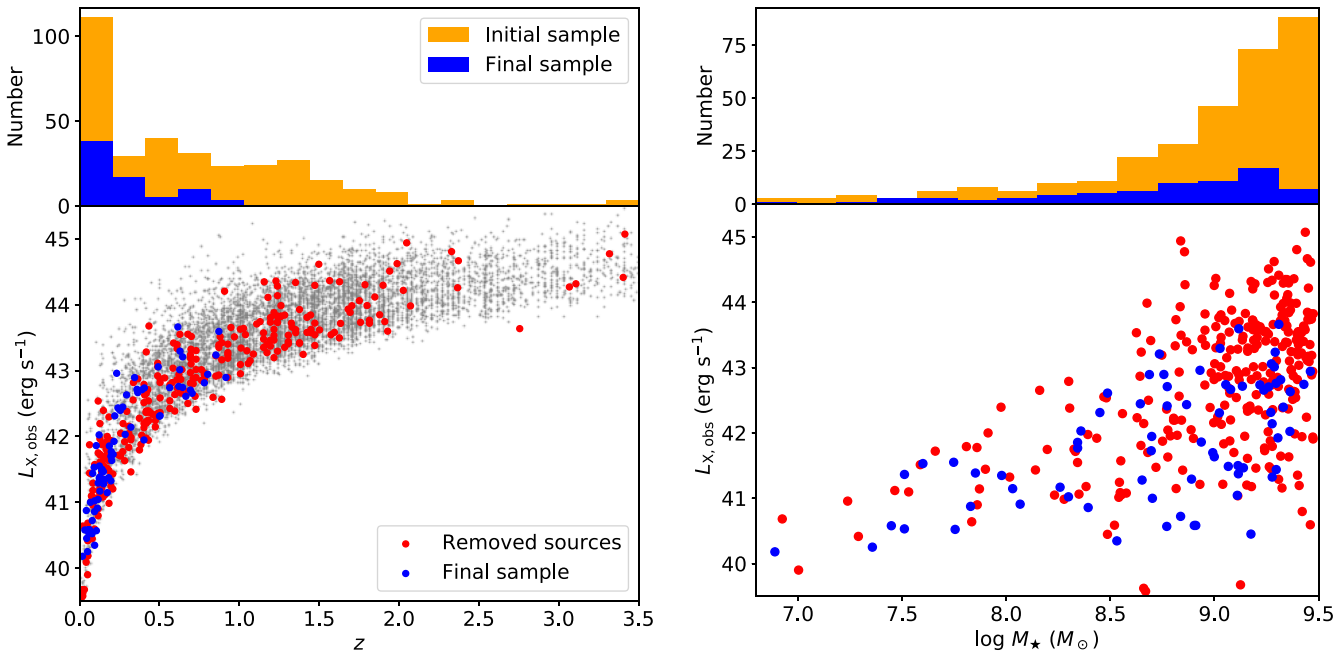 Number
100
50
0
Initial sample
Final sample
L_X, obs (erg s⁻¹)
45
44
43
42
41
40
Removed sources
Final sample
0.0 0.5 1.0 1.5 2.0 2.5 3.0 3.5
z
Number
75
50
25
0
L_X, obs (erg s⁻¹)
45
44
43
42
41
40
7.0 7.5 8.0 8.5 9.0 9.5
log M★ (M⊙)